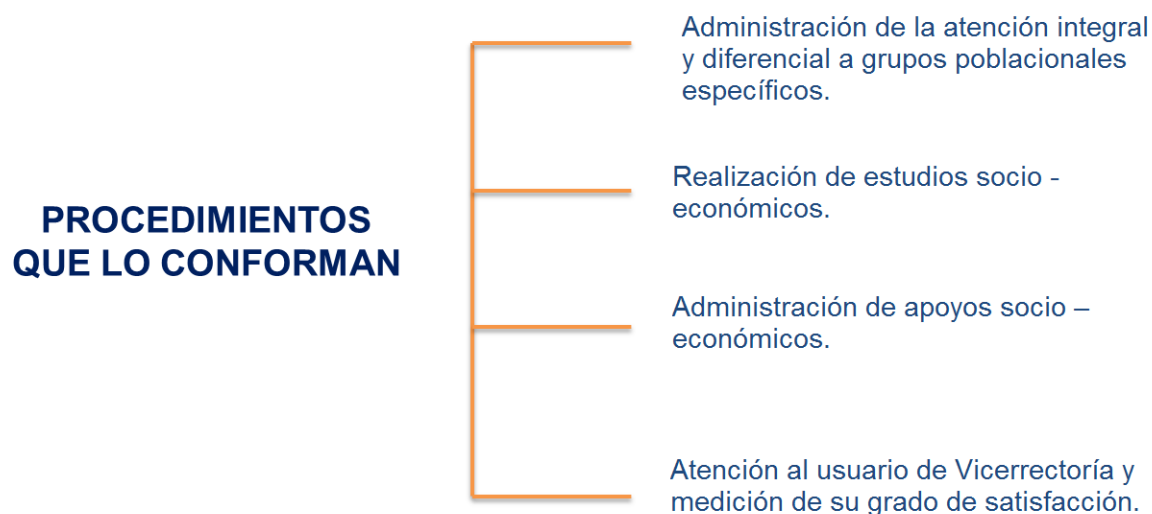 PROCEDIMIENTOS
QUE LO CONFORMAN
Administración de la atención integral
y diferencial a grupos poblacionales
específicos.
Realización de estudios socio -
económicos.
Administración de apoyos socio –
económicos.
Atención al usuario de Vicerrectoría y
medición de su grado de satisfacción.